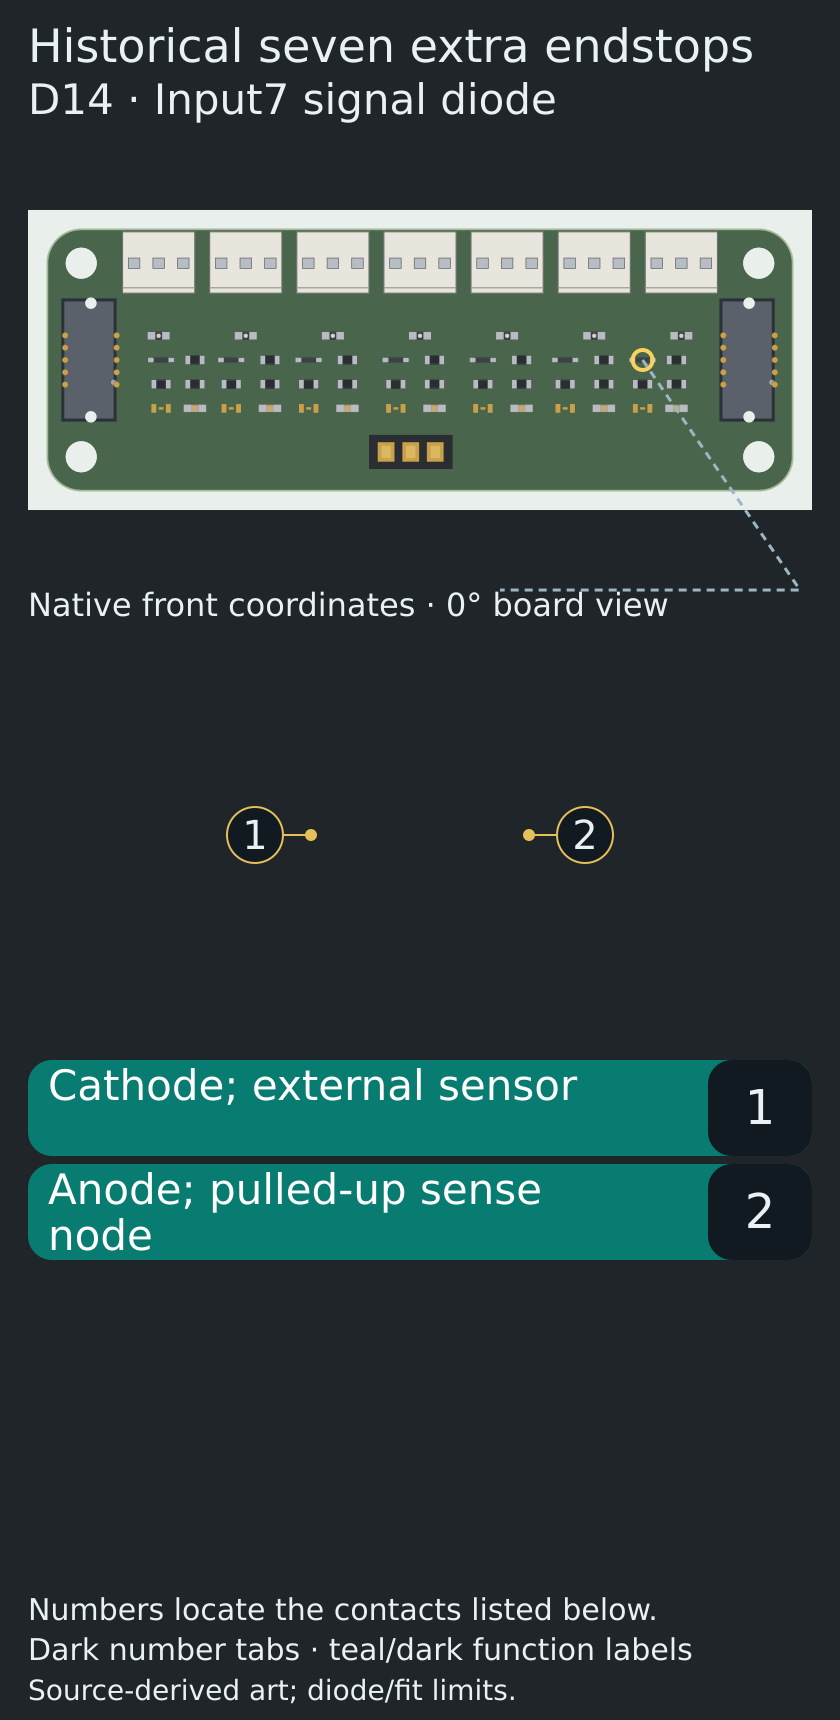 Historical seven extra endstops
D14 · Input7 signal diode
Native front coordinates · 0° board view
1
2
Cathode; external sensor
1
Anode; pulled-up sense
node
2
Numbers locate the contacts listed below.
Dark number tabs · teal/dark function labels
Source-derived art; diode/fit limits.